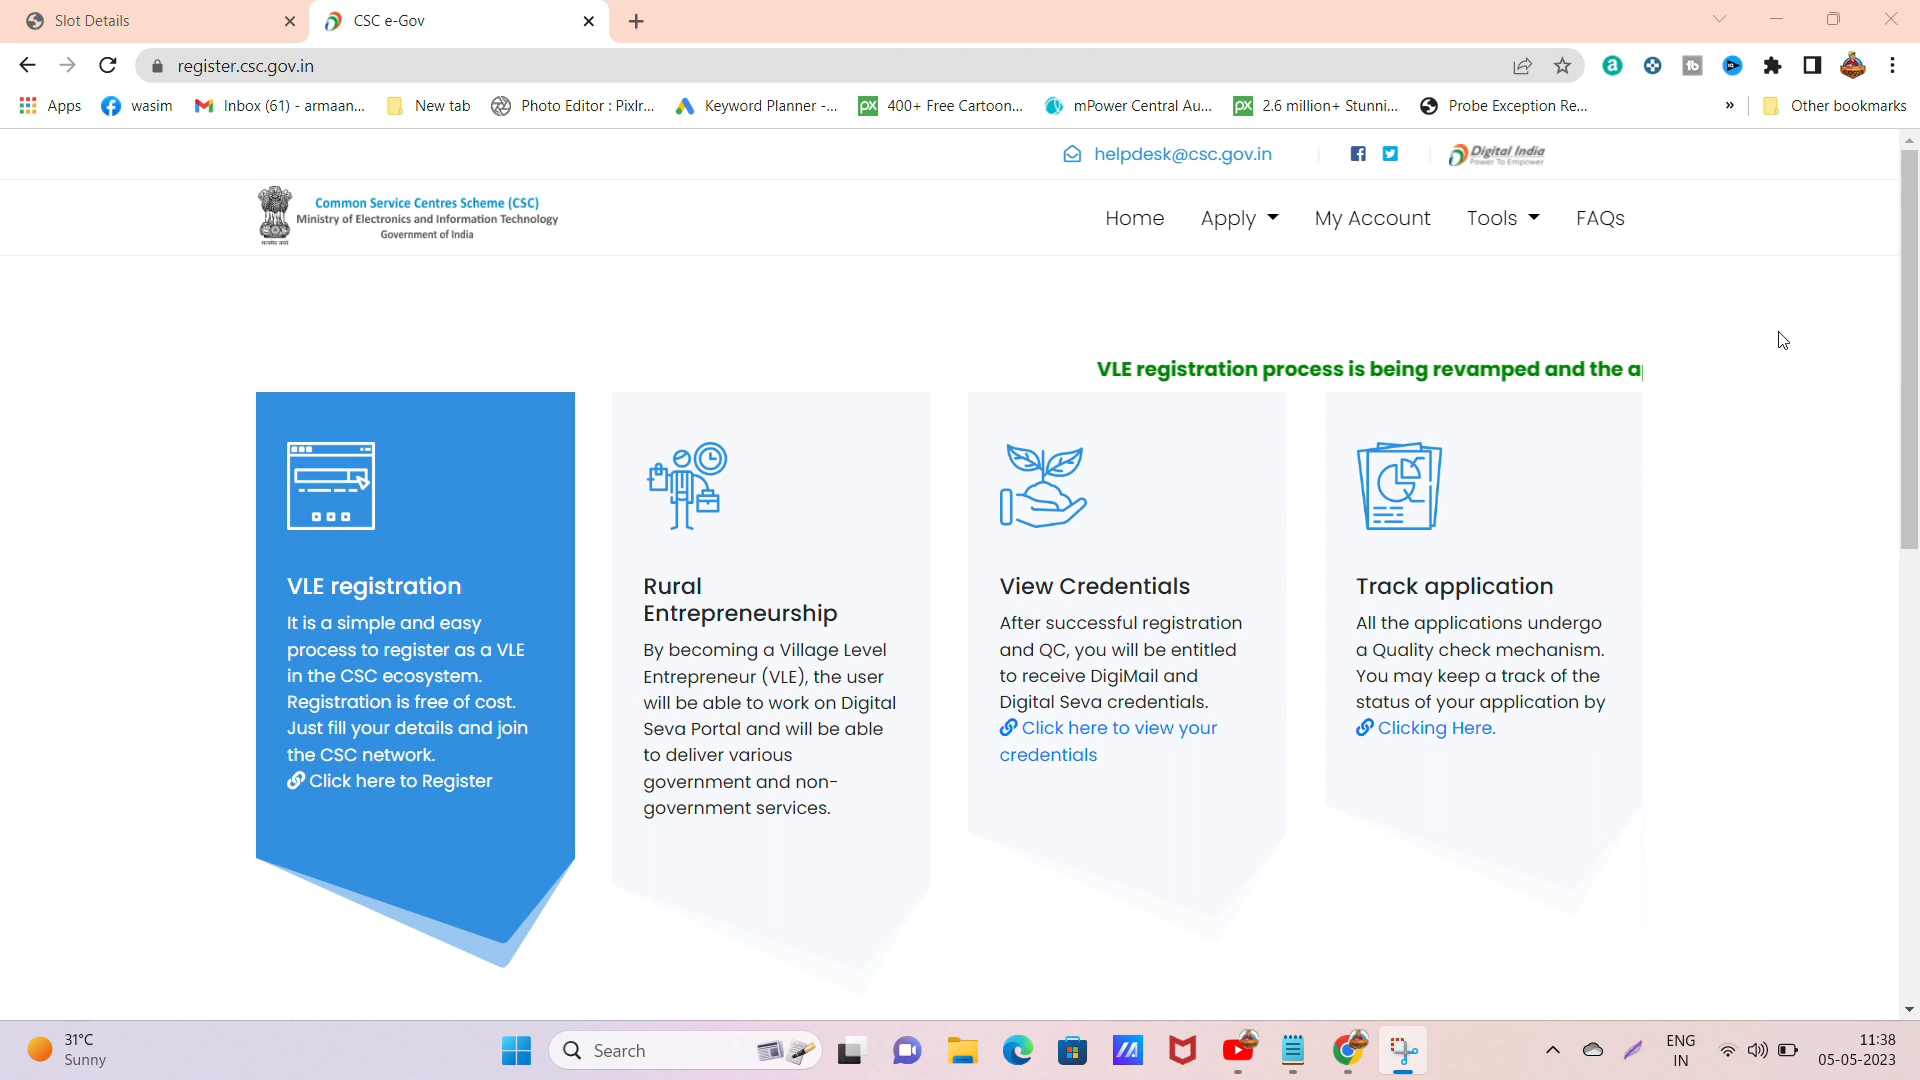 Slot Details
CSC e-Gov
register.csc.gov.in
Apps
wasim
Inbox (61) - armaan...
New tab
Photo Editor : Pixlr...
Keyword Planner -...
400+ Free Cartoon...
mPower Central Au...
2.6 million+ Stunni...
Probe Exception Re...
»
Other bookmarks
helpdesk@csc.gov.in
Digital India
Power To Empower
Common Service Centres Scheme (CSC)
Ministry of Electronics and Information Technology
Government of India
Home
Apply
My Account
Tools
FAQs
VLE registration process is being revamped and the a
VLE registration
It is a simple and easy
process to register as a VLE
in the CSC ecosystem.
Registration is free of cost.
Just fill your details and join
the CSC network.
Click here to Register
Rural
Entrepreneurship
By becoming a Village Level
Entrepreneur (VLE), the user
will be able to work on Digital
Seva Portal and will be able
to deliver various
government and non-
government services.
View Credentials
After successful registration
and QC, you will be entitled
to receive DigiMail and
Digital Seva credentials.
Click here to view your
credentials
Track application
All the applications undergo
a Quality check mechanism.
You may keep a track of the
status of your application by
Clicking Here.
31°C
Sunny
Search
ENG
IN
11:38
05-05-2023